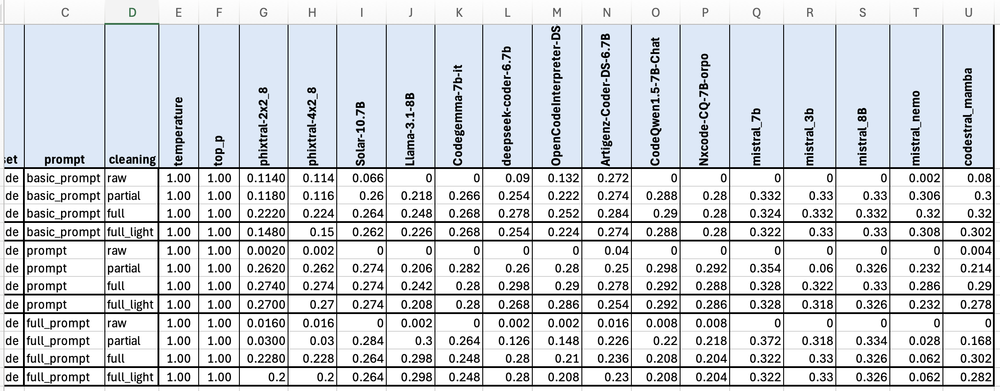 C D E F G H I J K L M N O P Q R S T U
set prompt cleaning temperature top_p phixtral-2x2_8 phixtral-4x2_8 Solar-10.7B Llama-3.1-8B Codegemma-7b-it deepseek-coder-6.7b OpenCodeInterpreter-DS Artigenz-Coder-DS-6.7B CodeQwen1.5-7B-Chat Nxcode-CQ-7B-orpo mistral_7b mistral_3b mistral_8B mistral_nemo codestral_mamba
de basic_prompt raw 1.00 1.00 0.1140 0.114 0.066 0 0 0.09 0.132 0.272 0 0 0 0 0 0.002 0.08
de basic_prompt partial 1.00 1.00 0.1180 0.116 0.26 0.218 0.266 0.254 0.222 0.274 0.288 0.28 0.332 0.33 0.33 0.306 0.3
de basic_prompt full 1.00 1.00 0.2220 0.224 0.264 0.248 0.268 0.278 0.252 0.284 0.29 0.28 0.324 0.332 0.332 0.32 0.32
de basic_prompt full_light 1.00 1.00 0.1480 0.15 0.262 0.226 0.268 0.254 0.224 0.274 0.288 0.28 0.322 0.33 0.33 0.308 0.302
de prompt raw 1.00 1.00 0.0020 0.002 0 0 0 0 0 0.04 0 0 0 0 0 0 0.004
de prompt partial 1.00 1.00 0.2620 0.262 0.274 0.206 0.282 0.26 0.28 0.25 0.298 0.292 0.354 0.06 0.326 0.232 0.214
de prompt full 1.00 1.00 0.2740 0.274 0.274 0.242 0.28 0.298 0.29 0.278 0.292 0.288 0.328 0.322 0.33 0.286 0.29
de prompt full_light 1.00 1.00 0.2700 0.27 0.274 0.208 0.28 0.268 0.286 0.254 0.292 0.286 0.328 0.318 0.326 0.232 0.278
de full_prompt raw 1.00 1.00 0.0160 0.016 0 0.002 0 0.002 0.002 0.016 0.008 0.008 0 0 0 0 0
de full_prompt partial 1.00 1.00 0.0300 0.03 0.284 0.3 0.264 0.126 0.148 0.226 0.22 0.218 0.372 0.318 0.334 0.028 0.168
de full_prompt full 1.00 1.00 0.2280 0.228 0.264 0.298 0.248 0.28 0.21 0.236 0.208 0.204 0.322 0.33 0.326 0.062 0.302
de full_prompt full_light 1.00 1.00 0.2 0.2 0.264 0.298 0.248 0.28 0.208 0.23 0.208 0.204 0.322 0.33 0.326 0.062 0.282